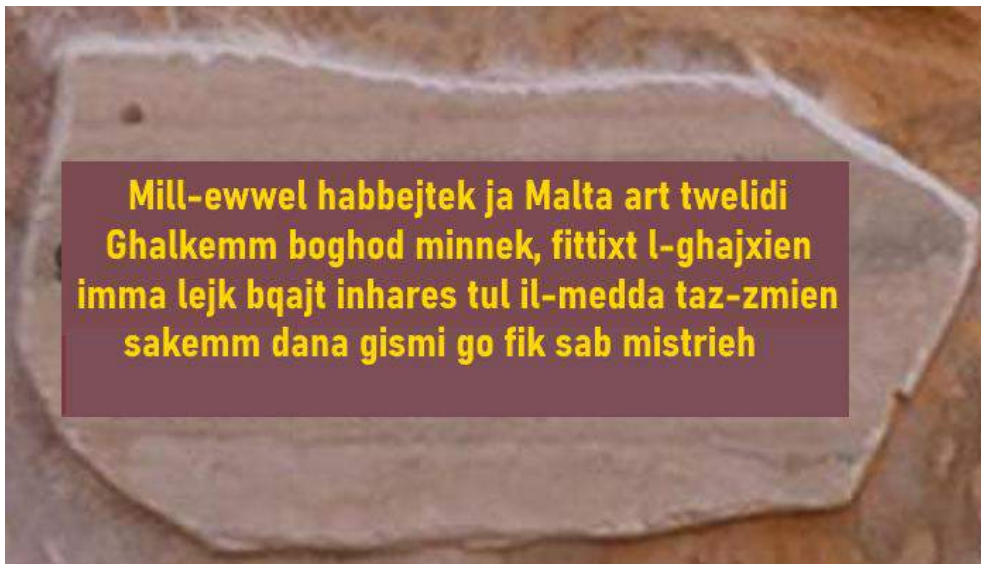 Mill-ewwel habbejtek ja Malta art twelidi
Ghalkemm boghod minnek, fittixt l-ghajxien
imma lejk bqajt inhares tul il-medda taz-zmien
sakemm dana gismi go fik sab mistrieh